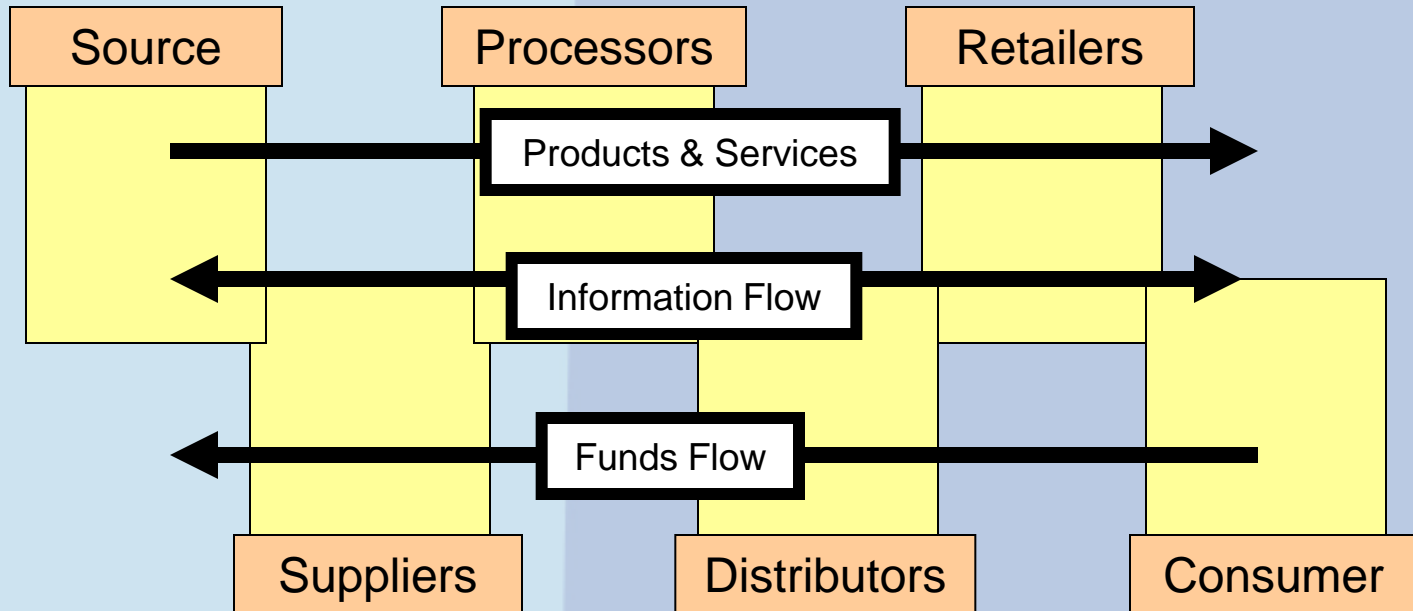 Source
Processors
Retailers
Products & Services
Information Flow
Funds Flow
Suppliers
Distributors
Consumer